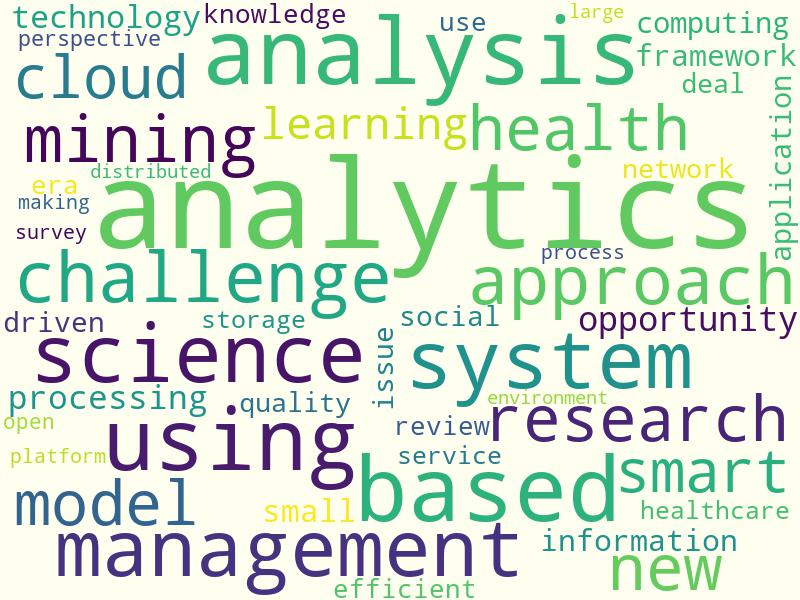 technology
knowledge
use
large
computing
perspective
analysis
framework
cloud
deal
application
mining
learning
health
distributed
network
era
analytics
making
survey
process
challenge
approach
driven
storage
social
opportunity
science
issue
system
processing
quality
environment
open
using
review
research
platform
service
based
smart
model
small
healthcare
management
information
new
efficient